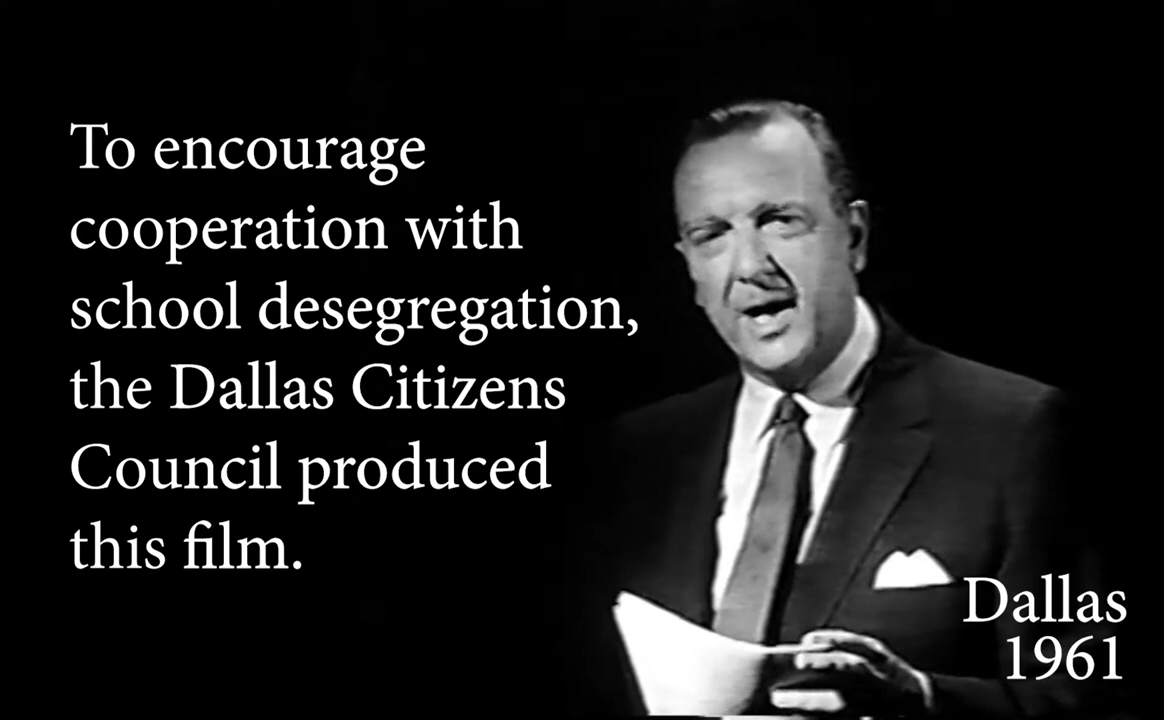 To encourage
cooperation with
school desegregation,
the Dallas Citizens
Council produced
this film.
Dallas
1961